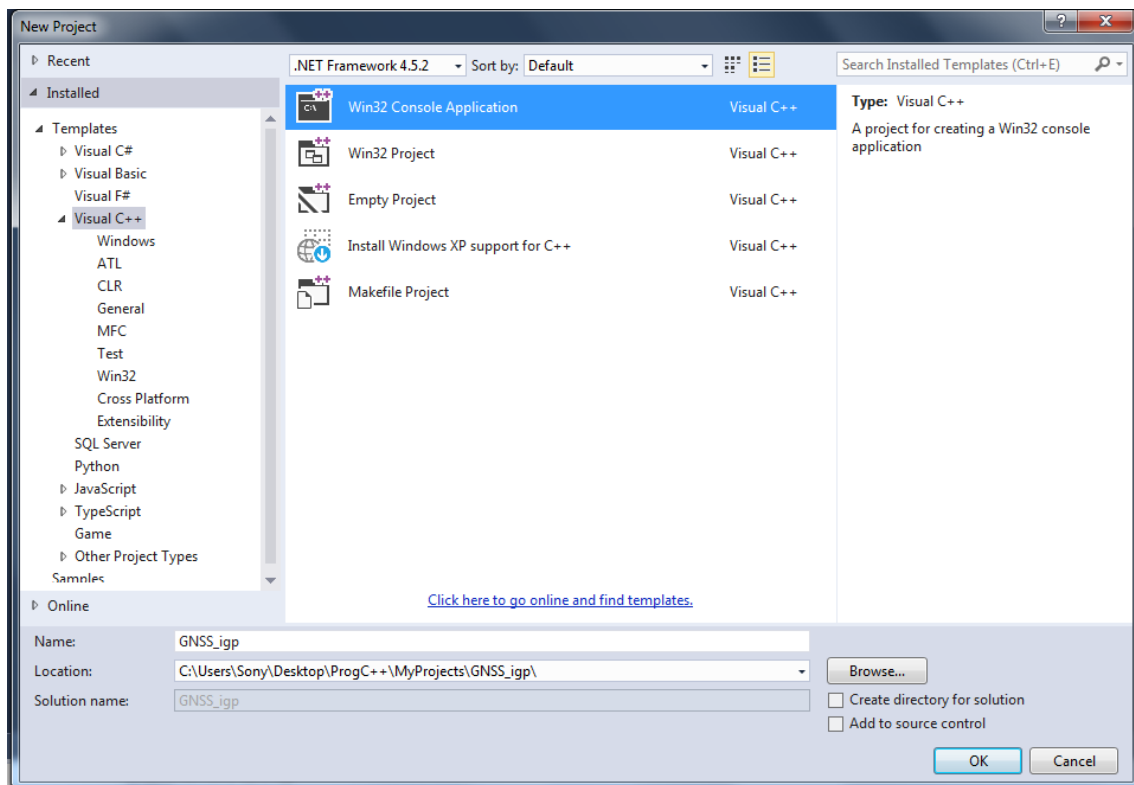 New Project
Recent
.NET Framework 4.5.2 Sort by: Default
Search Installed Templates (Ctrl+E)
Installed
Templates
Visual C#
Visual Basic
Visual F#
Visual C++
Windows
ATL
CLR
General
MFC
Test
Win32
Cross Platform
Extensibility
SQL Server
Python
JavaScript
TypeScript
Game
Other Project Types
Samples
Online
Win32 Console Application Visual C++
Win32 Project Visual C++
Empty Project Visual C++
Install Windows XP support for C++ Visual C++
Makefile Project Visual C++
Click here to go online and find templates.
Type: Visual C++
A project for creating a Win32 console
application
Name: GNSS_igp
Location: C:\Users\Sony\Desktop\ProgC++\MyProjects\GNSS_igp\ Browse...
Solution name: GNSS_igp
Create directory for solution
Add to source control
OK Cancel